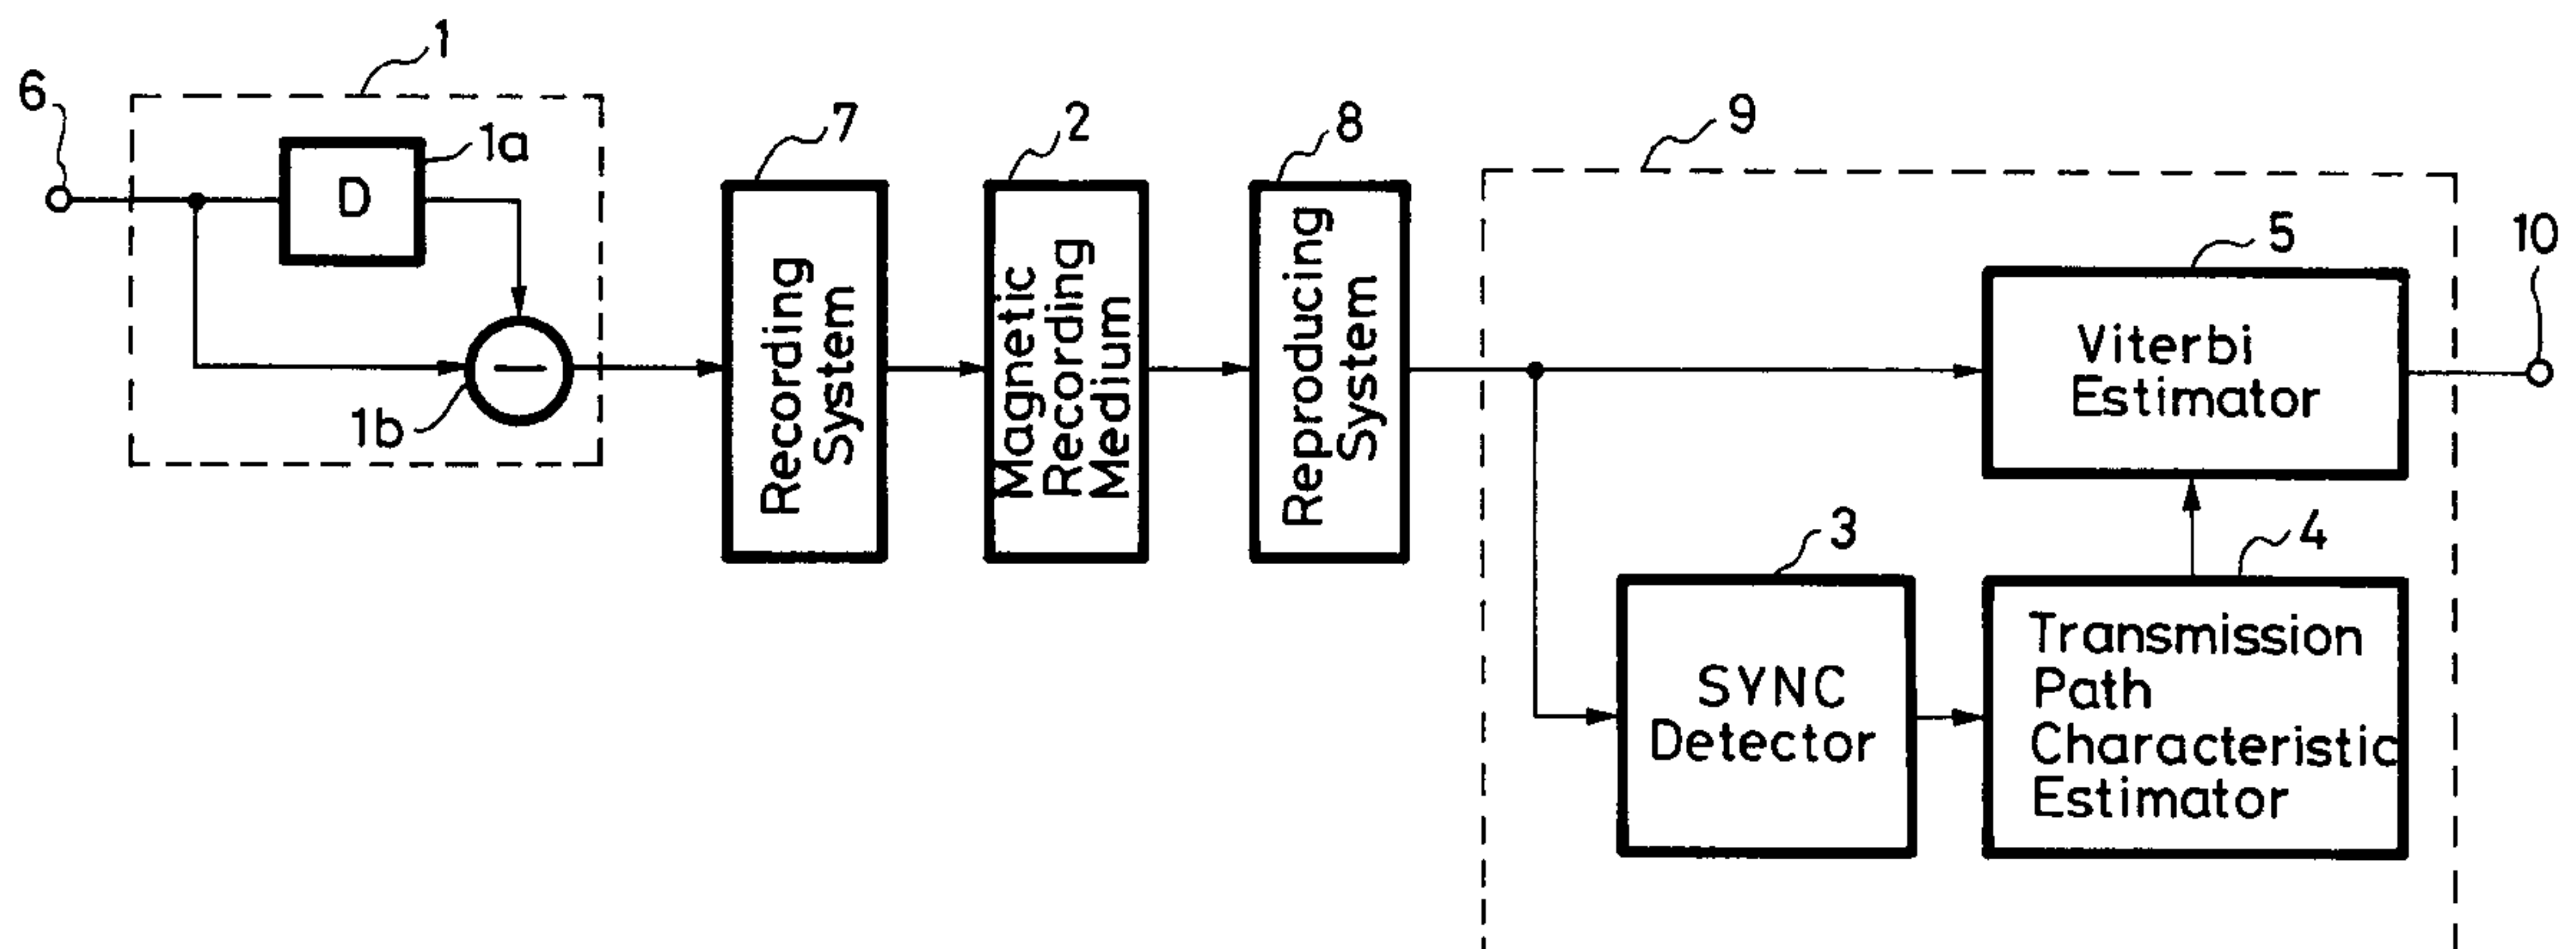 1
6
1a
D
1b
7
Recording
System
2
Magnetic
Recording
Medium
8
Reproducing
System
9
5
Viterbi
Estimator
10
3
SYNC
Detector
4
Transmission
Path
Characteristic
Estimator